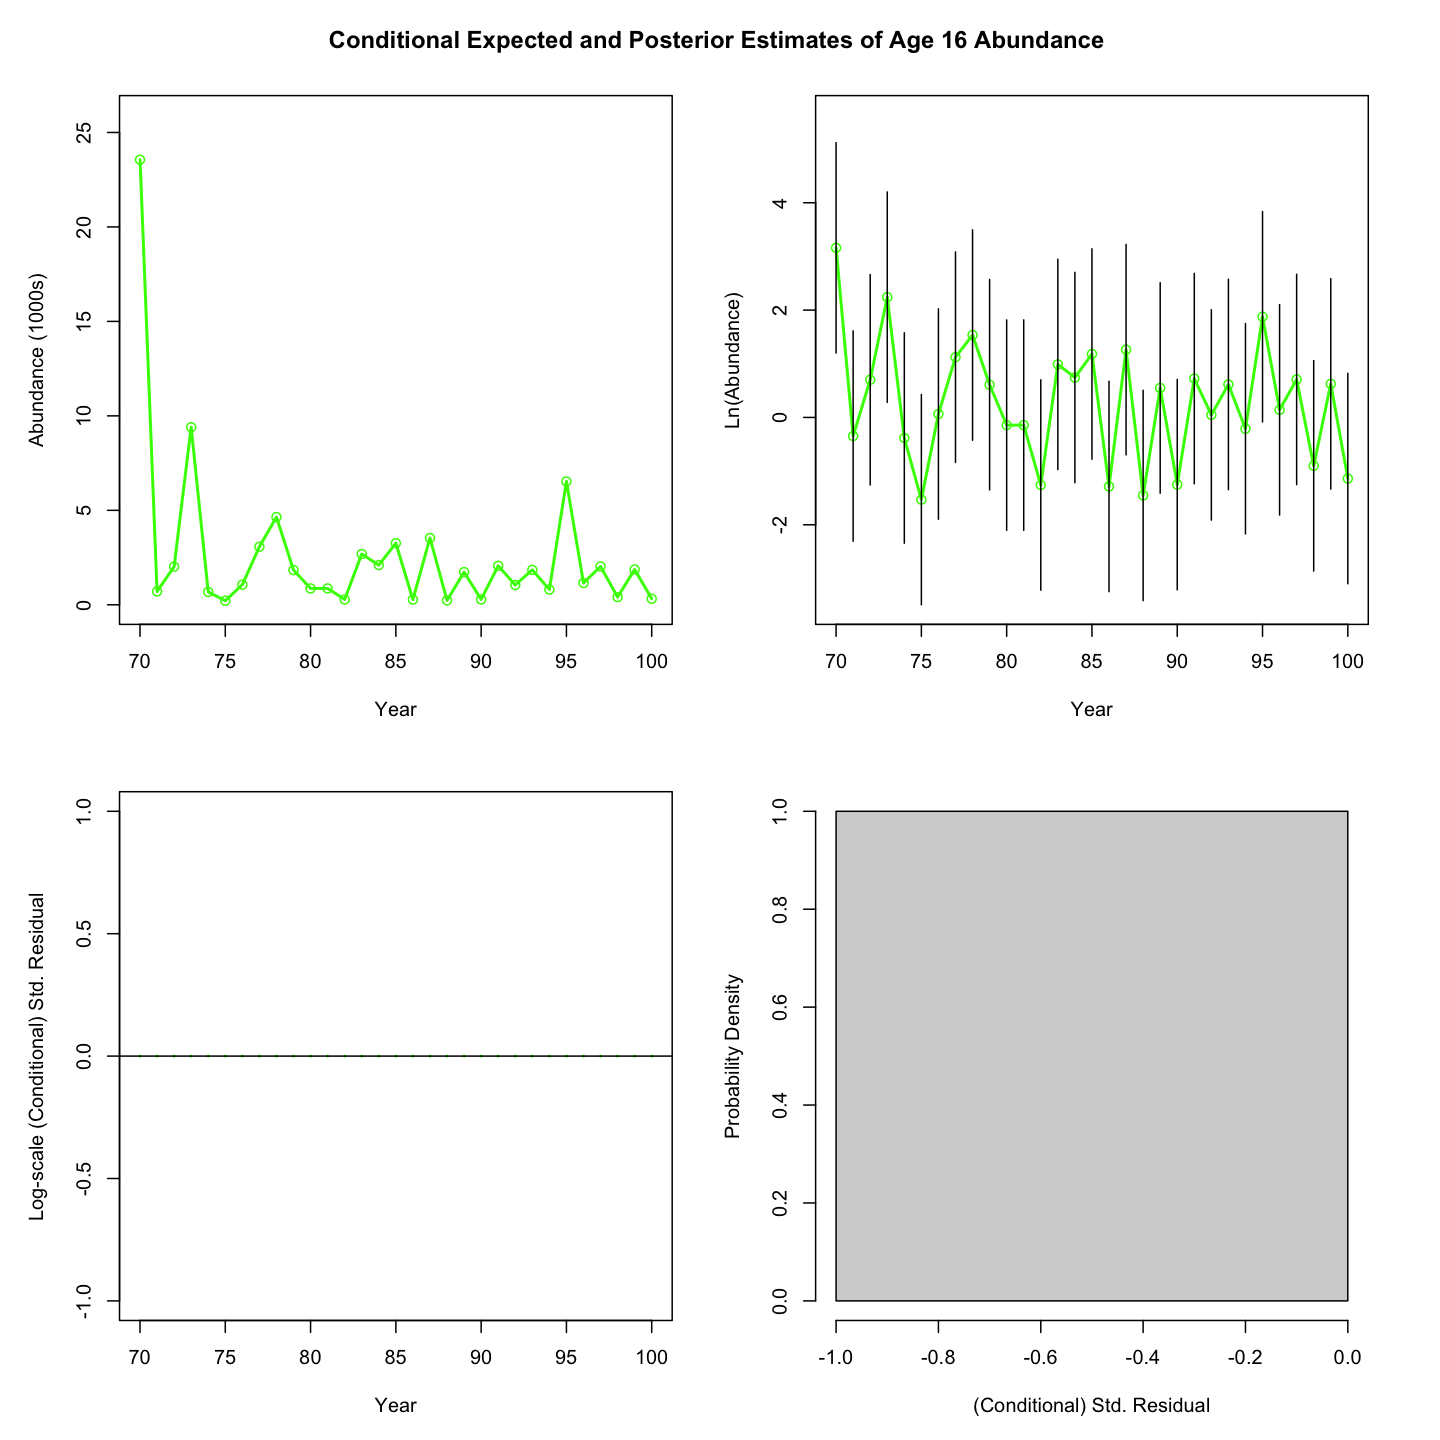 Conditional Expected and Posterior Estimates of Age 16 Abundance
Abundance (1000s)
25
20
15
10
5
0
70 75 80 85 90 95 100
Year
Ln(Abundance)
4
2
0
-2
70 75 80 85 90 95 100
Year
Log-scale (Conditional) Std. Residual
1.0
0.5
0.0
-0.5
-1.0
70 75 80 85 90 95 100
Year
Probability Density
1.0
0.8
0.6
0.4
0.2
0.0
-1.0 -0.8 -0.6 -0.4 -0.2 0.0
(Conditional) Std. Residual